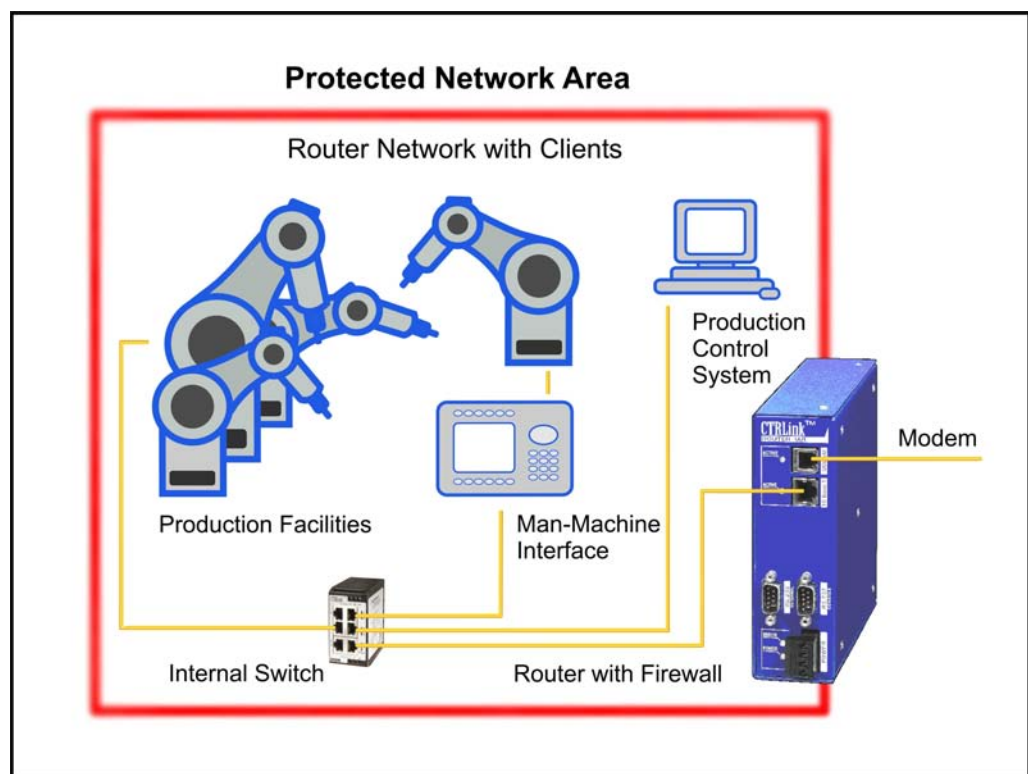 Protected Network Area
Router Network with Clients
Production
Control
System
CTRLink™
Modem
Production Facilities
Man-Machine
Interface
Internal Switch
Router with Firewall